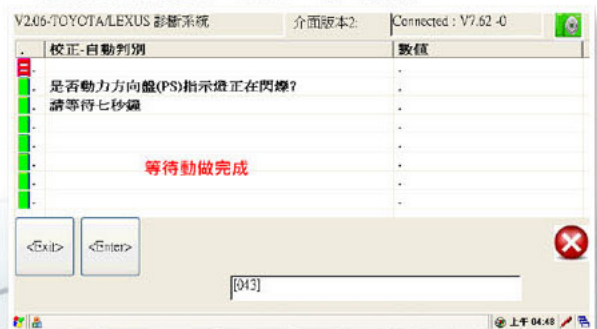 V2.06-TOYOTA/LEXUS 診斷系統 介面版本2: Connected : V7.62 -0
. 校正-自動判別 數值
是否動力方向盤(PS)指示燈正在閃爍?
請等待七秒鐘
等待動做完成
<Exit> <Enter>
[043]
上午 04:48